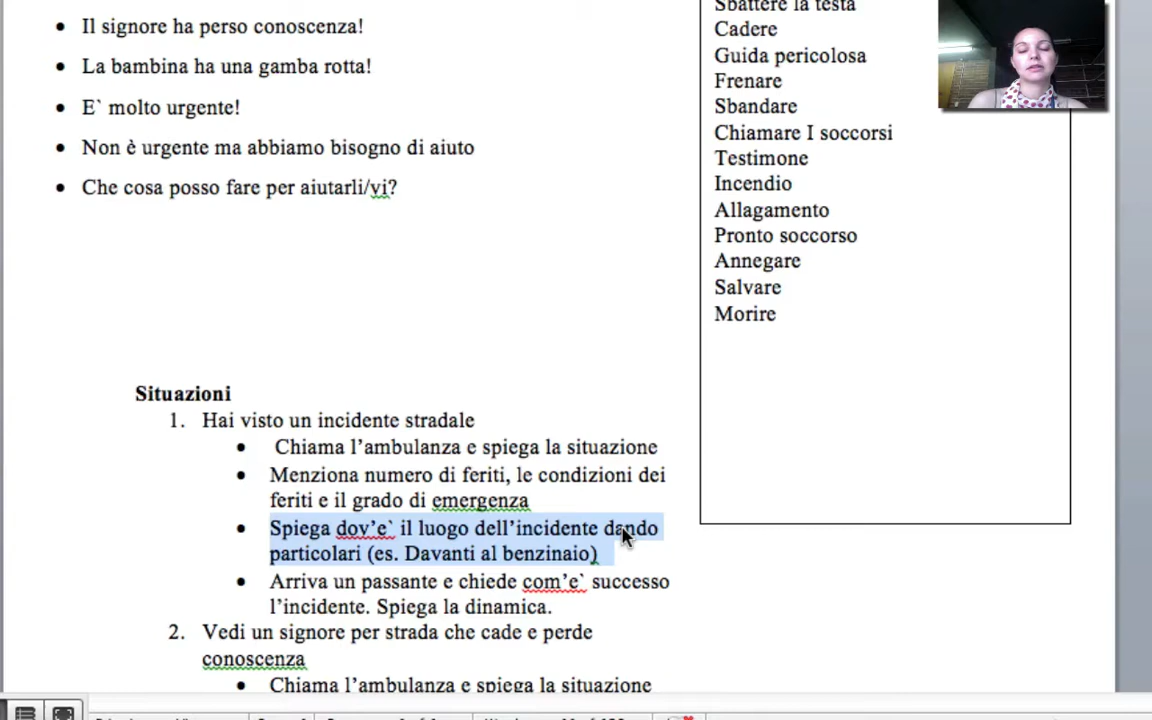 Il signore ha perso conoscenza!
La bambina ha una gamba rotta!
E` molto urgente!
Non è urgente ma abbiamo bisogno di aiuto
Che cosa posso fare per aiutarli/vi?
Sbattere la testa
Cadere
Guida pericolosa
Frenare
Sbandare
Chiamare I soccorsi
Testimone
Incendio
Allagamento
Pronto soccorso
Annegare
Salvare
Morire
Situazioni
1. Hai visto un incidente stradale
Chiama l’ambulanza e spiega la situazione
Menziona numero di feriti, le condizioni dei
feriti e il grado di emergenza
Spiega dov’e` il luogo dell’incidente dando
particolari (es. Davanti al benzinaio)
Arriva un passante e chiede com’e` successo
l’incidente. Spiega la dinamica.
2. Vedi un signore per strada che cade e perde
conoscenza
Chiama l’ambulanza e spiega la situazione